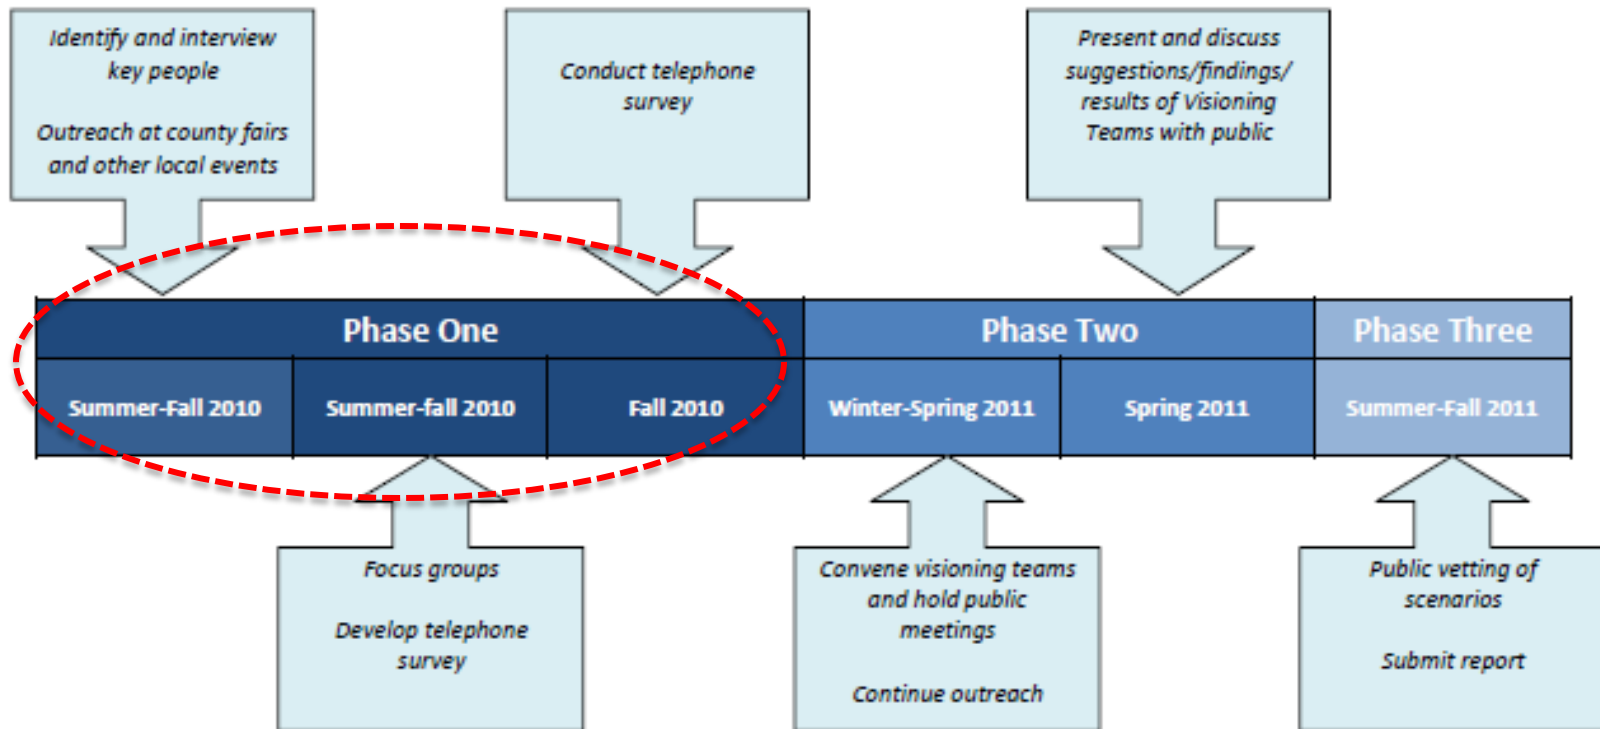 Identify and interview
key people
Outreach at county fairs
and other local events
Conduct telephone
survey
Present and discuss
suggestions/findings/
results of Visioning
Teams with public
Phase One
Phase Two
Phase Three
Summer-Fall 2010
Summer-fall 2010
Fall 2010
Winter-Spring 2011
Spring 2011
Summer-Fall 2011
Focus groups
Develop telephone
survey
Convene visioning teams
and hold public
meetings
Continue outreach
Public vetting of
scenarios
Submit report